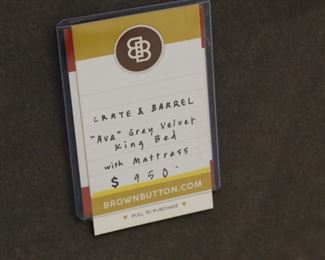 BB
CRATE & BARREL
"AVA" Grey Velvet
King Bed
with Mattress
$ 950.
BROWNBUTTON.COM
PULL TO PURCHASE